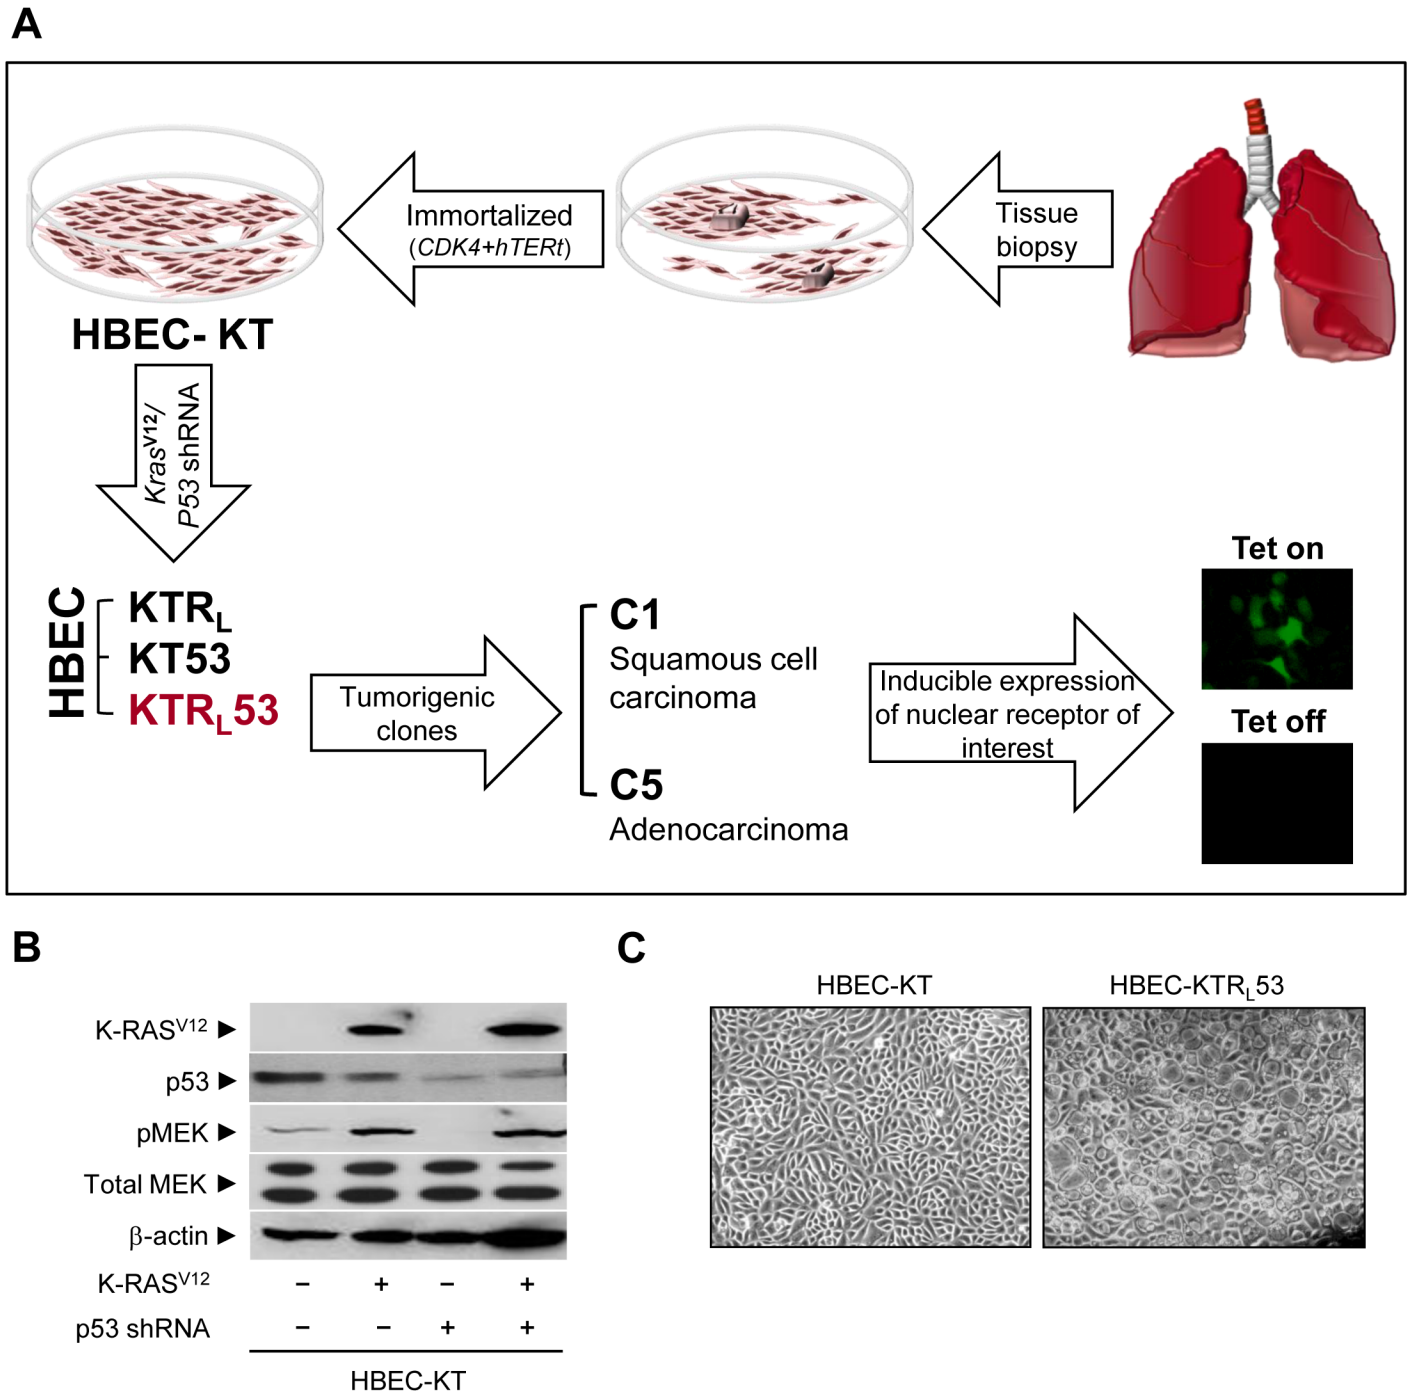 A
Immortalized
(CDK4+hTERt)
Tissue
biopsy
HBEC- KT
KrasV12/
P53 shRNA
HBEC
KTRL
KT53
KTRL53
Tumorigenic
clones
C1
Squamous cell
carcinoma
C5
Adenocarcinoma
Inducible expression
of nuclear receptor of
interest
Tet on
Tet off
B
K-RASV12
p53
pMEK
Total MEK
β-actin
K-RASV12 − + − +
p53 shRNA − − + +
HBEC-KT
C
HBEC-KT
HBEC-KTRL53